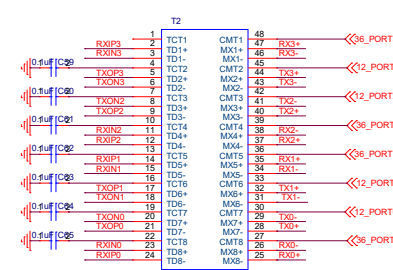 T2
1 TCT1 CMT1 48 36_PORT
RXIP3 2 TD1+ MX1+ 47 RX3+
RXIN3 3 TD1- MX1- 46 RX3-
0.1uF C59 4 TCT2 CMT2 45 12_PORT
TXOP3 5 TD2+ MX2+ 44 TX3+
TXON3 6 TD2- MX2- 43 TX3-
0.1uF C60 7 TCT3 CMT3 42 12_PORT
TXON2 8 TD3+ MX3+ 41 TX2-
TXOP2 9 TD3- MX3- 40 TX2+
0.1uF C61 10 TCT4 CMT4 39 36_PORT
RXIN2 11 TD4+ MX4+ 38 RX2-
RXIP2 12 TD4- MX4- 37 RX2+
0.1uF C62 13 TCT5 CMT5 36 36_PORT
RXIP1 14 TD5+ MX5+ 35 RX1+
RXIN1 15 TD5- MX5- 34 RX1-
0.1uF C63 16 TCT6 CMT6 33 12_PORT
TXOP1 17 TD6+ MX6+ 32 TX1+
TXON1 18 TD6- MX6- 31 TX1-
0.1uF C64 19 TCT7 CMT7 30 12_PORT
TXON0 20 TD7+ MX7+ 29 TX0-
TXOP0 21 TD7- MX7- 28 TX0+
0.1uF C65 22 TCT8 CMT8 27 36_PORT
RXIN0 23 TD8+ MX8+ 26 RX0-
RXIP0 24 TD8- MX8- 25 RX0+